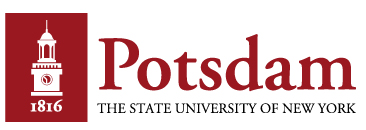 1816
Potsdam
THE STATE UNIVERSITY OF NEW YORK